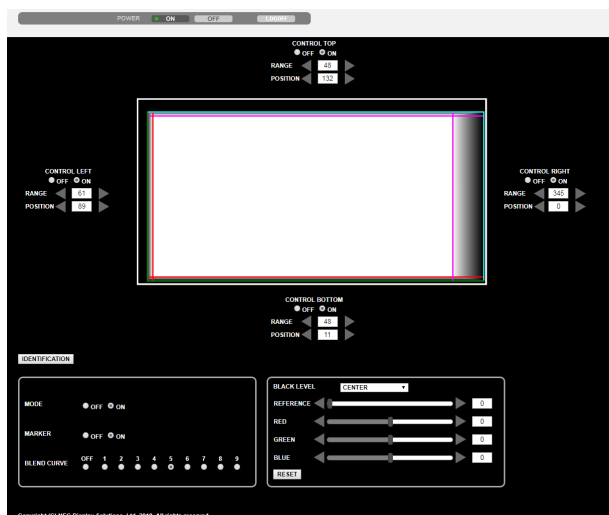 POWER ON OFF LOGOFF
CONTROL TOP
OFF ON
RANGE 48
POSITION 132
CONTROL LEFT
OFF ON
RANGE 61
POSITION 89
CONTROL RIGHT
OFF ON
RANGE 345
POSITION 0
CONTROL BOTTOM
OFF ON
RANGE 48
POSITION 11
IDENTIFICATION
MODE OFF ON
MARKER OFF ON
OFF 1 2 3 4 5 6 7 8 9
BLEND CURVE
BLACK LEVEL CENTER
REFERENCE 0
RED 0
GREEN 0
BLUE 0
RESET